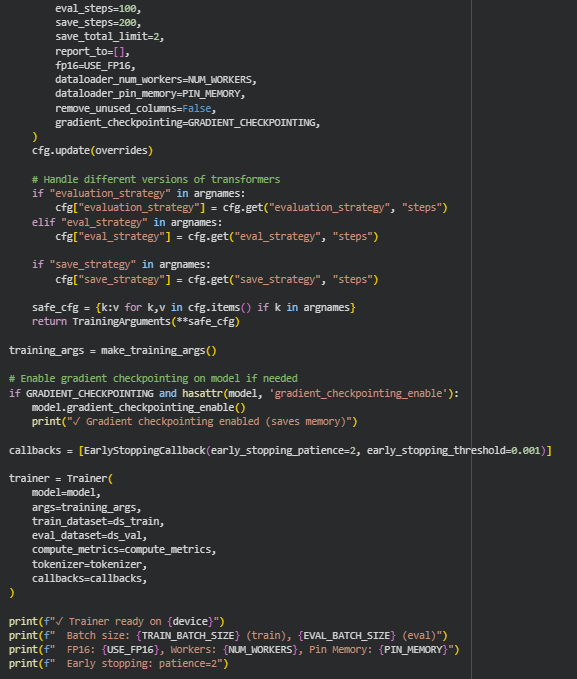 eval_steps=100,
save_steps=200,
save_total_limit=2,
report_to=[],
fp16=USE_FP16,
dataloader_num_workers=NUM_WORKERS,
dataloader_pin_memory=PIN_MEMORY,
remove_unused_columns=False,
gradient_checkpointing=GRADIENT_CHECKPOINTING,
)
cfg.update(overrides)
# Handle different versions of transformers
if "evaluation_strategy" in argnames:
cfg["evaluation_strategy"] = cfg.get("evaluation_strategy", "steps")
elif "eval_strategy" in argnames:
cfg["eval_strategy"] = cfg.get("eval_strategy", "steps")
if "save_strategy" in argnames:
cfg["save_strategy"] = cfg.get("save_strategy", "steps")
safe_cfg = {k:v for k,v in cfg.items() if k in argnames}
return TrainingArguments(**safe_cfg)
training_args = make_training_args()
# Enable gradient checkpointing on model if needed
if GRADIENT_CHECKPOINTING and hasattr(model, 'gradient_checkpointing_enable'):
model.gradient_checkpointing_enable()
print("✓ Gradient checkpointing enabled (saves memory)")
callbacks = [EarlyStoppingCallback(early_stopping_patience=2, early_stopping_threshold=0.001)]
trainer = Trainer(
model=model,
args=training_args,
train_dataset=ds_train,
eval_dataset=ds_val,
compute_metrics=compute_metrics,
tokenizer=tokenizer,
callbacks=callbacks,
)
print(f"✓ Trainer ready on {device}")
print(f"  Batch size: {TRAIN_BATCH_SIZE} (train), {EVAL_BATCH_SIZE} (eval)")
print(f"  FP16: {USE_FP16}, Workers: {NUM_WORKERS}, Pin Memory: {PIN_MEMORY}")
print(f"  Early stopping: patience=2")